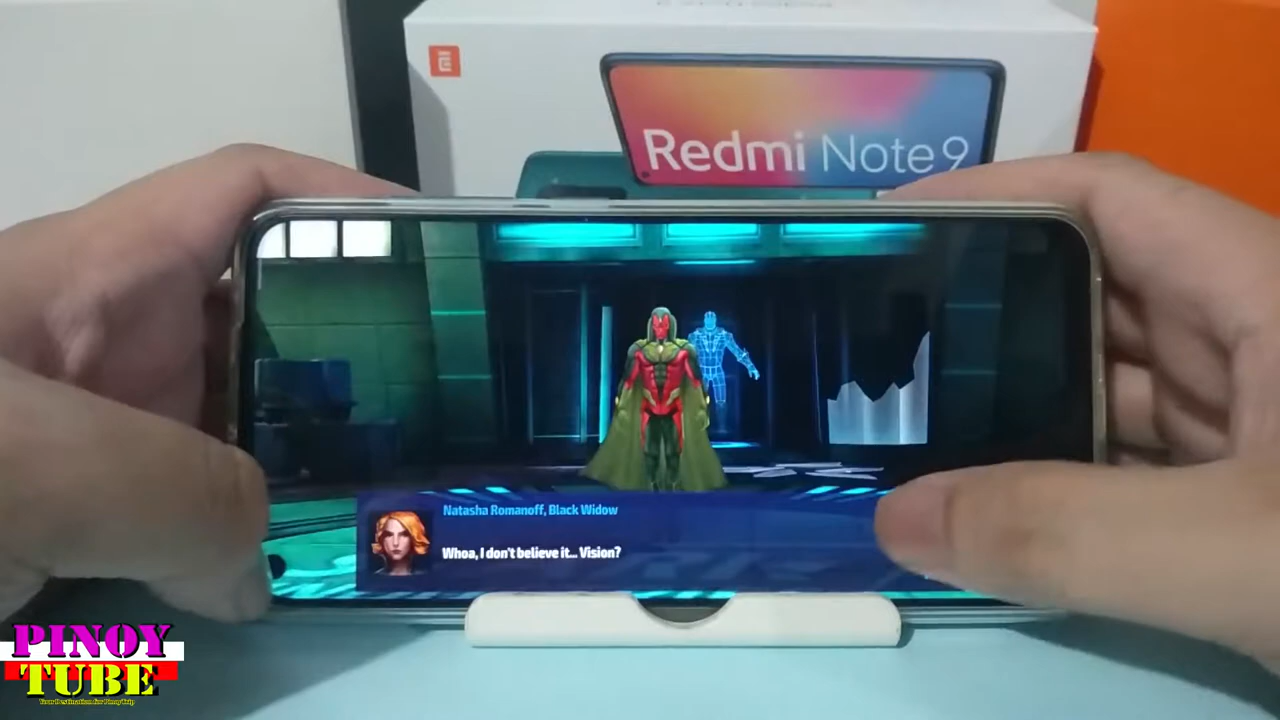 Redmi Note 9
Natasha Romanoff, Black Widow
Whoa, I don't believe it... Vision?
PINOY
TUBE